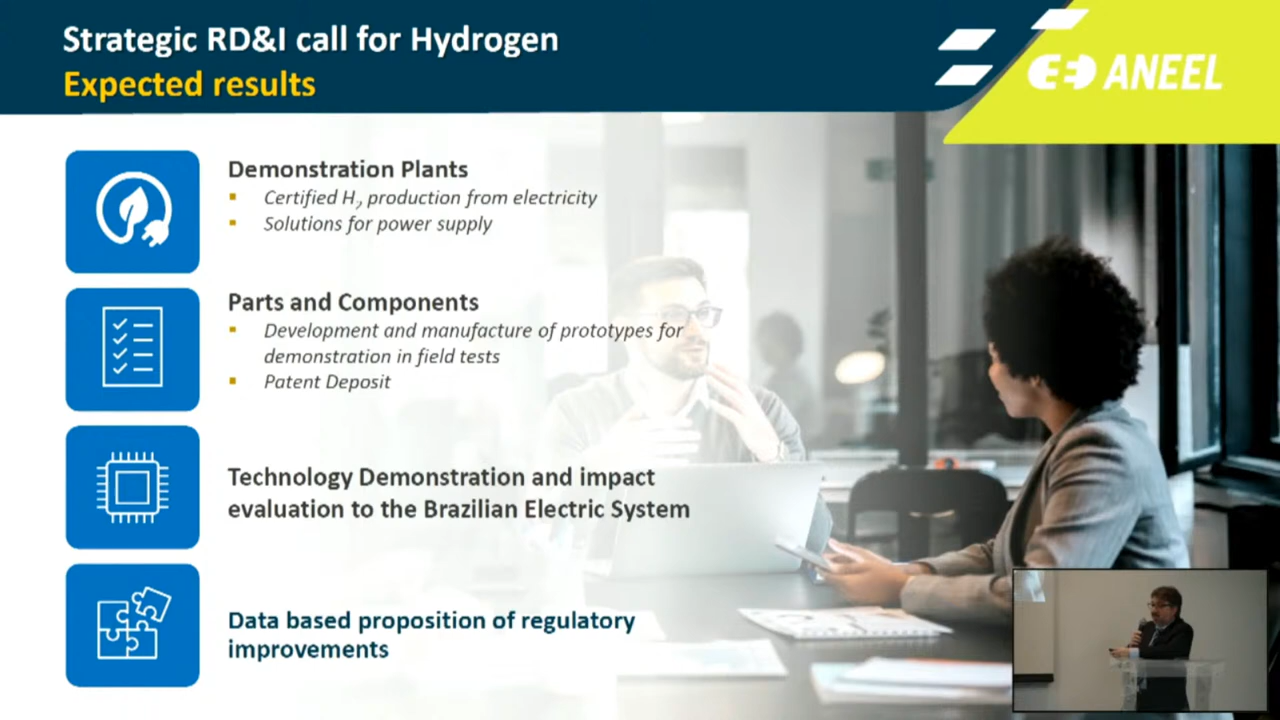 Strategic RD&I call for Hydrogen
Expected results
ANEEL
Demonstration Plants
Certified H₂, production from electricity
Solutions for power supply
Parts and Components
Development and manufacture of prototypes for
demonstration in field tests
Patent Deposit
Technology Demonstration and impact
evaluation to the Brazilian Electric System
Data based proposition of regulatory
improvements